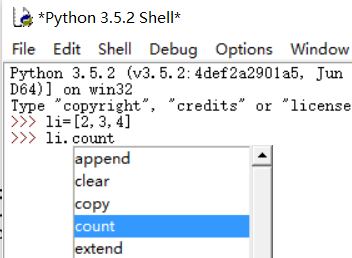 *Python 3.5.2 Shell*
File Edit Shell Debug Options Window
Python 3.5.2 (v3.5.2:4def2a2901a5, Jun
D64)] on win32
Type "copyright", "credits" or "license
>>> li=[2,3,4]
>>> li.count
append
clear
copy
count
extend